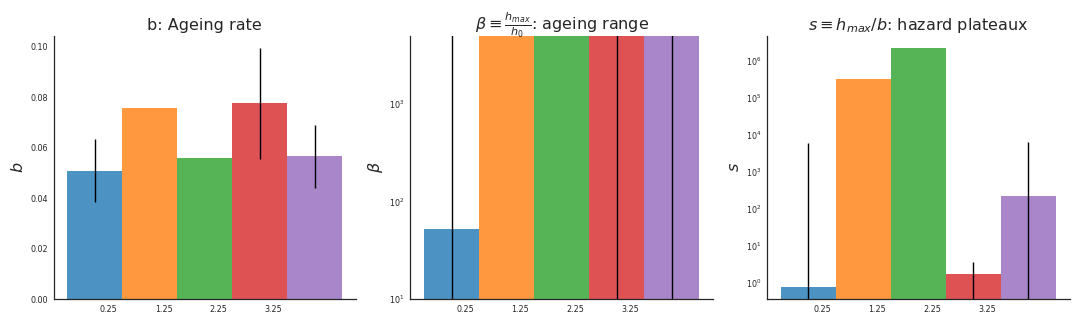 b: Ageing rate
0.10
0.08
0.06
0.04
0.02
0.00
b
0.25 1.25 2.25 3.25
β ≡ h_max/h_0: ageing range
10^3
10^2
10^1
β
0.25 1.25 2.25 3.25
s ≡ h_max/b: hazard plateaux
10^6
10^5
10^4
10^3
10^2
10^1
10^0
s
0.25 1.25 2.25 3.25